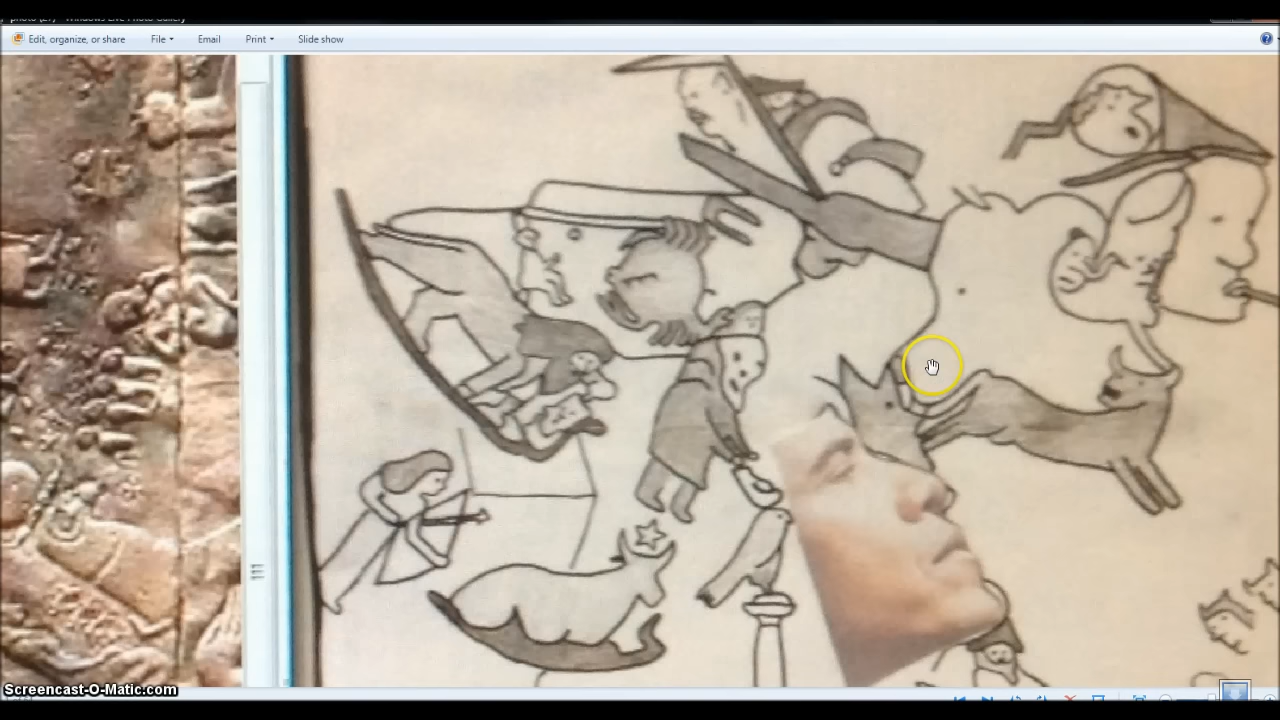 Edit, organize, or share File Email Print Slide show
Screencast-O-Matic.com